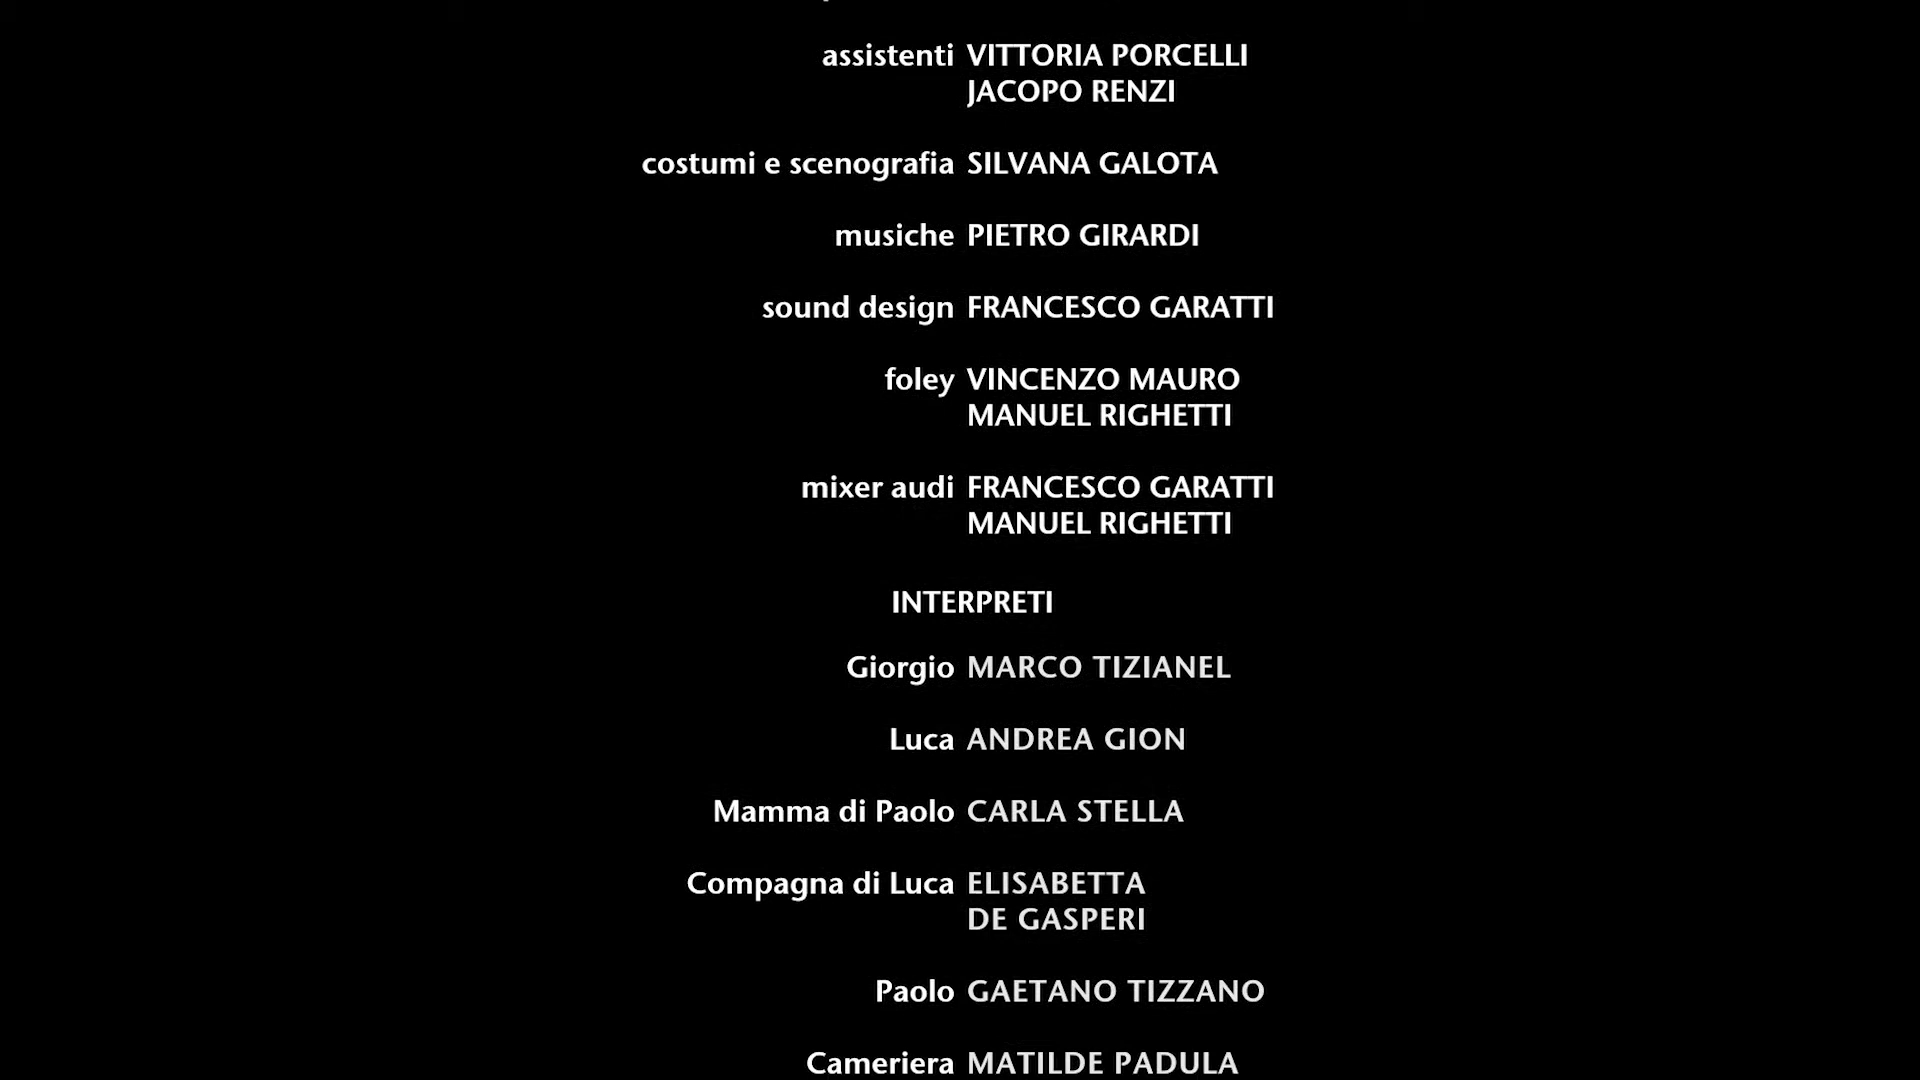 assistenti VITTORIA PORCELLI
JACOPO RENZI
costumi e scenografia SILVANA GALOTA
musiche PIETRO GIRARDI
sound design FRANCESCO GARATTI
foley VINCENZO MAURO
MANUEL RIGHETTI
mixer audi FRANCESCO GARATTI
MANUEL RIGHETTI
INTERPRETI
Giorgio MARCO TIZIANEL
Luca ANDREA GION
Mamma di Paolo CARLA STELLA
Compagna di Luca ELISABETTA
DE GASPERI
Paolo GAETANO TIZZANO
Cameriera MATILDE PADULA